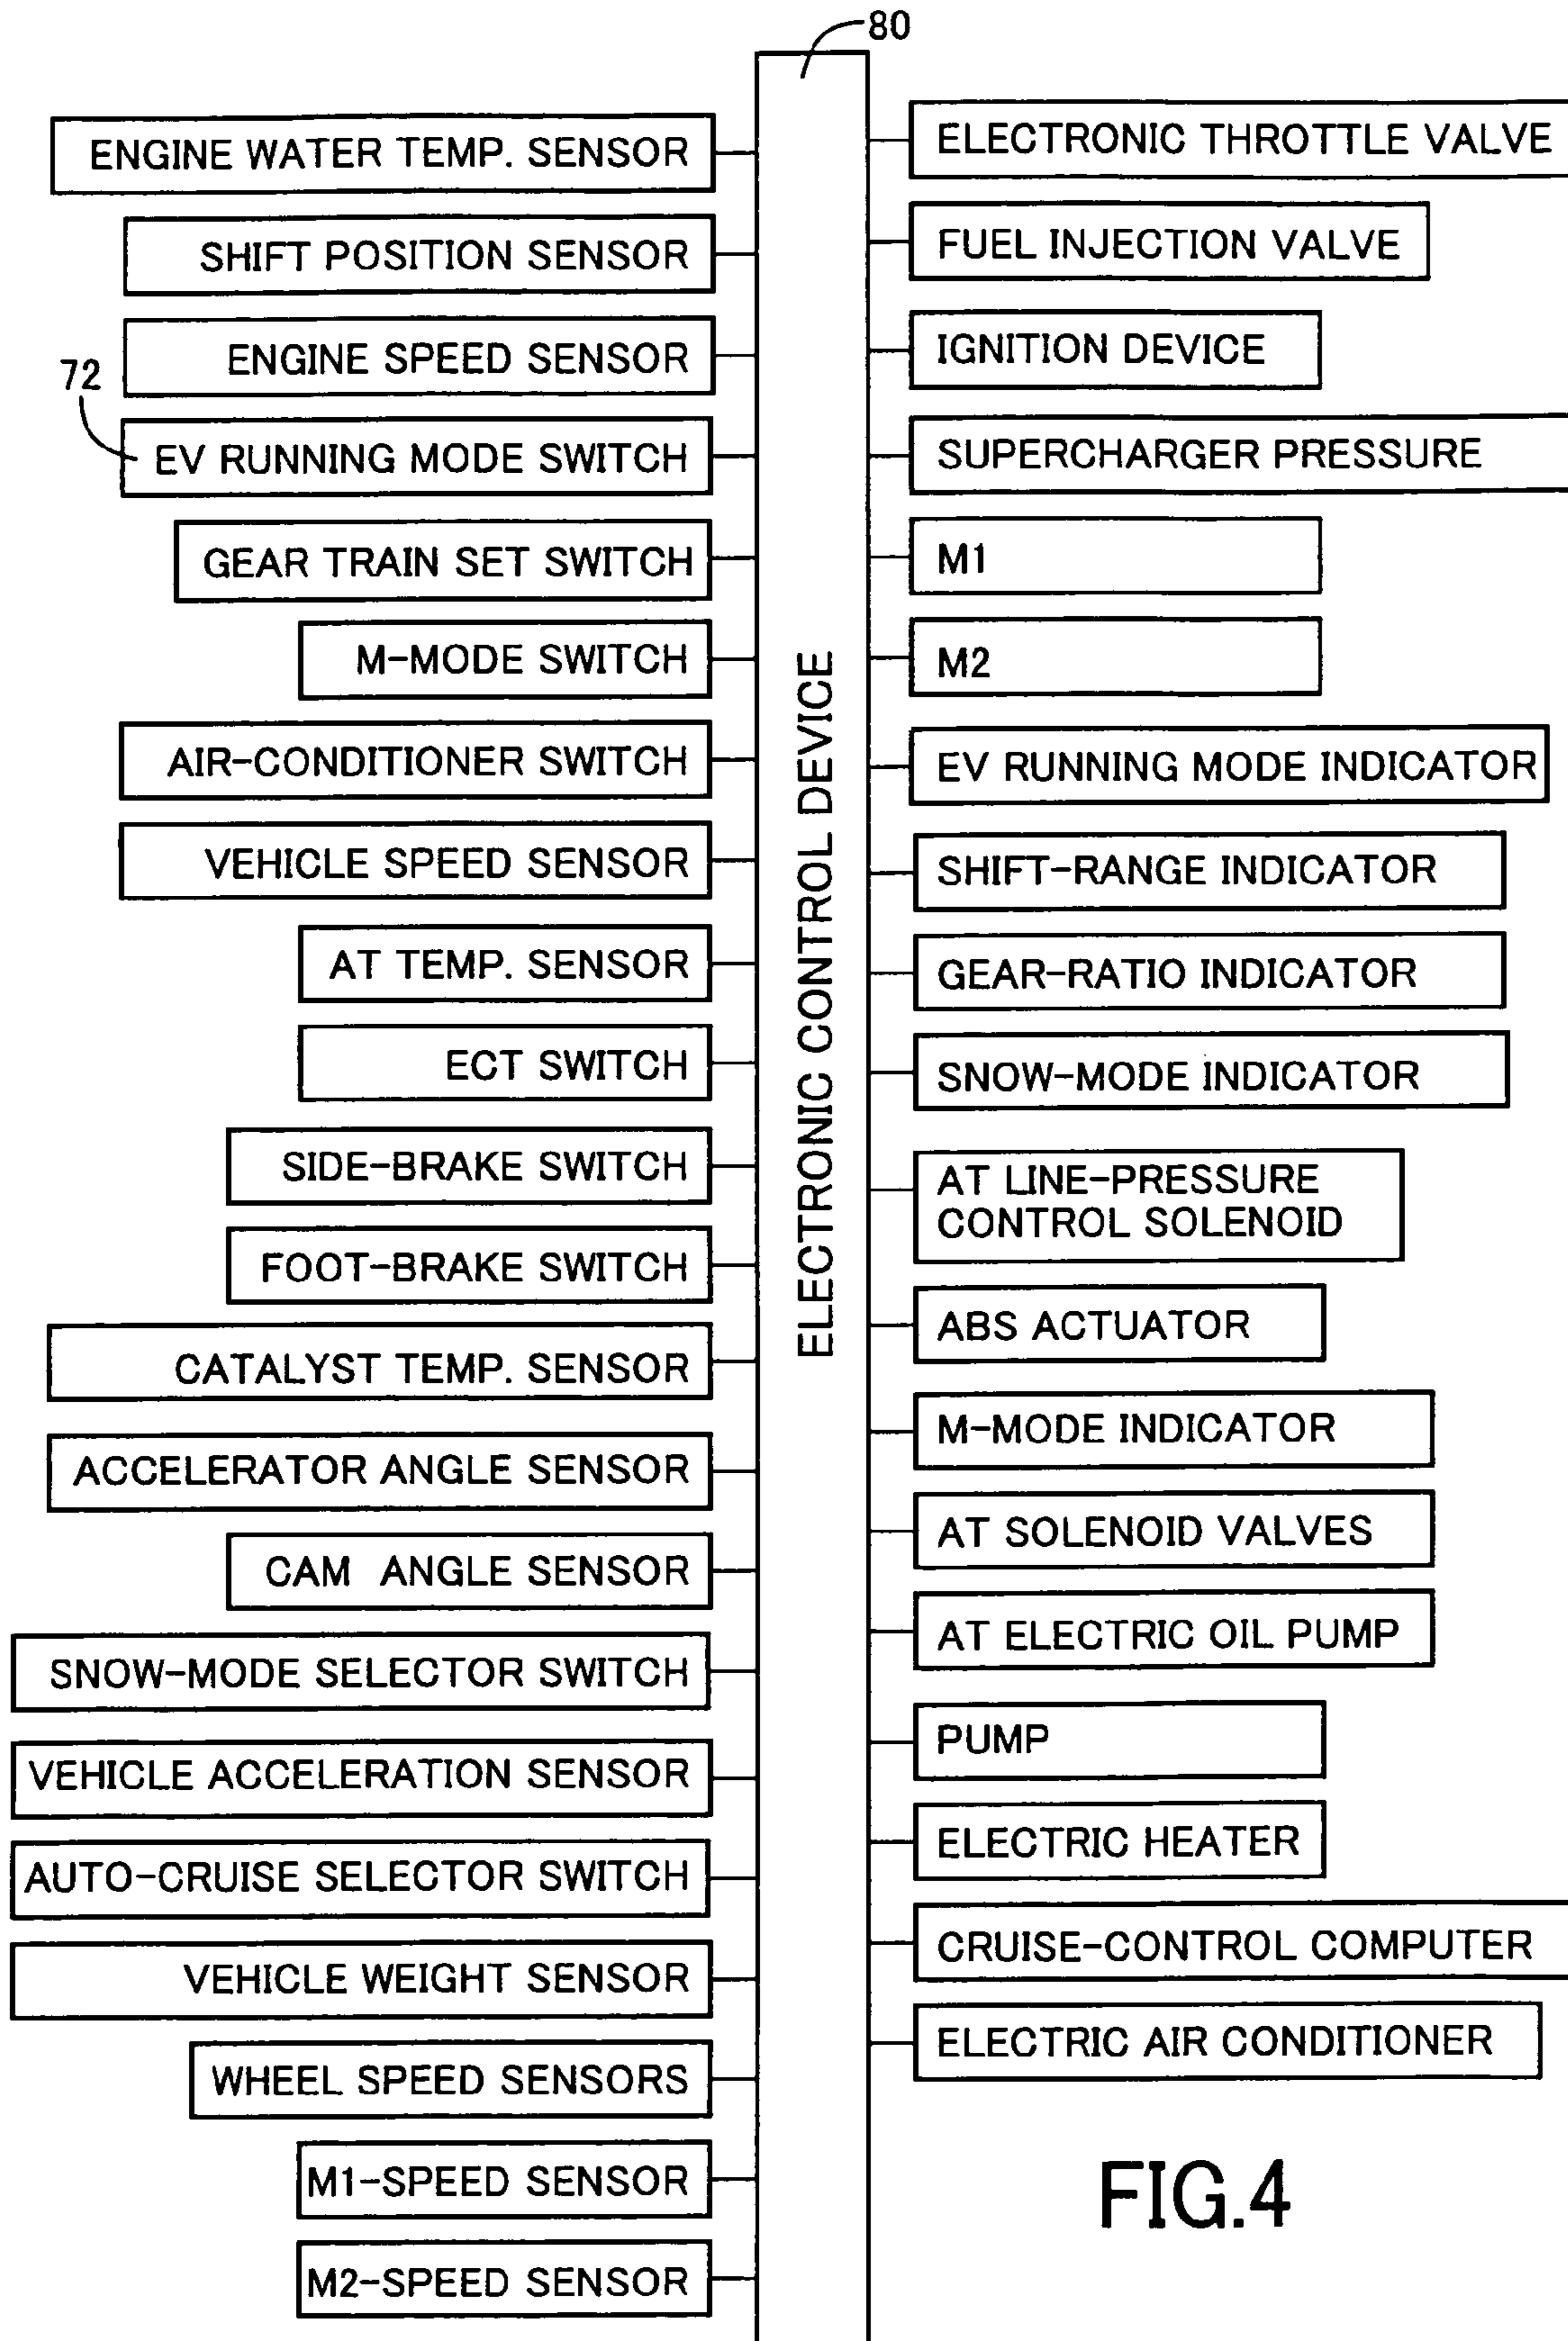 80
ENGINE WATER TEMP. SENSOR
SHIFT POSITION SENSOR
ENGINE SPEED SENSOR
72
EV RUNNING MODE SWITCH
GEAR TRAIN SET SWITCH
M-MODE SWITCH
AIR-CONDITIONER SWITCH
VEHICLE SPEED SENSOR
AT TEMP. SENSOR
ECT SWITCH
SIDE-BRAKE SWITCH
FOOT-BRAKE SWITCH
CATALYST TEMP. SENSOR
ACCELERATOR ANGLE SENSOR
CAM ANGLE SENSOR
SNOW-MODE SELECTOR SWITCH
VEHICLE ACCELERATION SENSOR
AUTO-CRUISE SELECTOR SWITCH
VEHICLE WEIGHT SENSOR
WHEEL SPEED SENSORS
M1-SPEED SENSOR
M2-SPEED SENSOR
ELECTRONIC CONTROL DEVICE
ELECTRONIC THROTTLE VALVE
FUEL INJECTION VALVE
IGNITION DEVICE
SUPERCHARGER PRESSURE
M1
M2
EV RUNNING MODE INDICATOR
SHIFT-RANGE INDICATOR
GEAR-RATIO INDICATOR
SNOW-MODE INDICATOR
AT LINE-PRESSURE
CONTROL SOLENOID
ABS ACTUATOR
M-MODE INDICATOR
AT SOLENOID VALVES
AT ELECTRIC OIL PUMP
PUMP
ELECTRIC HEATER
CRUISE-CONTROL COMPUTER
ELECTRIC AIR CONDITIONER
FIG.4